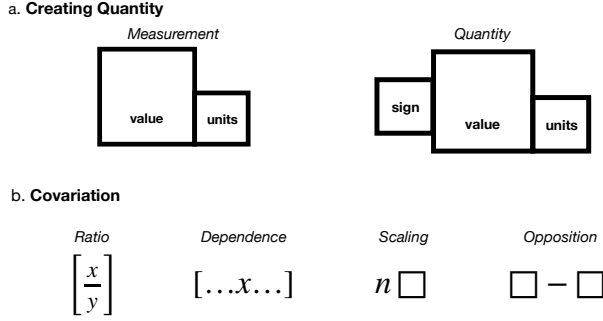 a. Creating Quantity
Measurement
Quantity
value
units
sign
value
units
b. Covariation
Ratio
Dependence
Scaling
Opposition
[x/y]
[...x...]
n□
□ − □